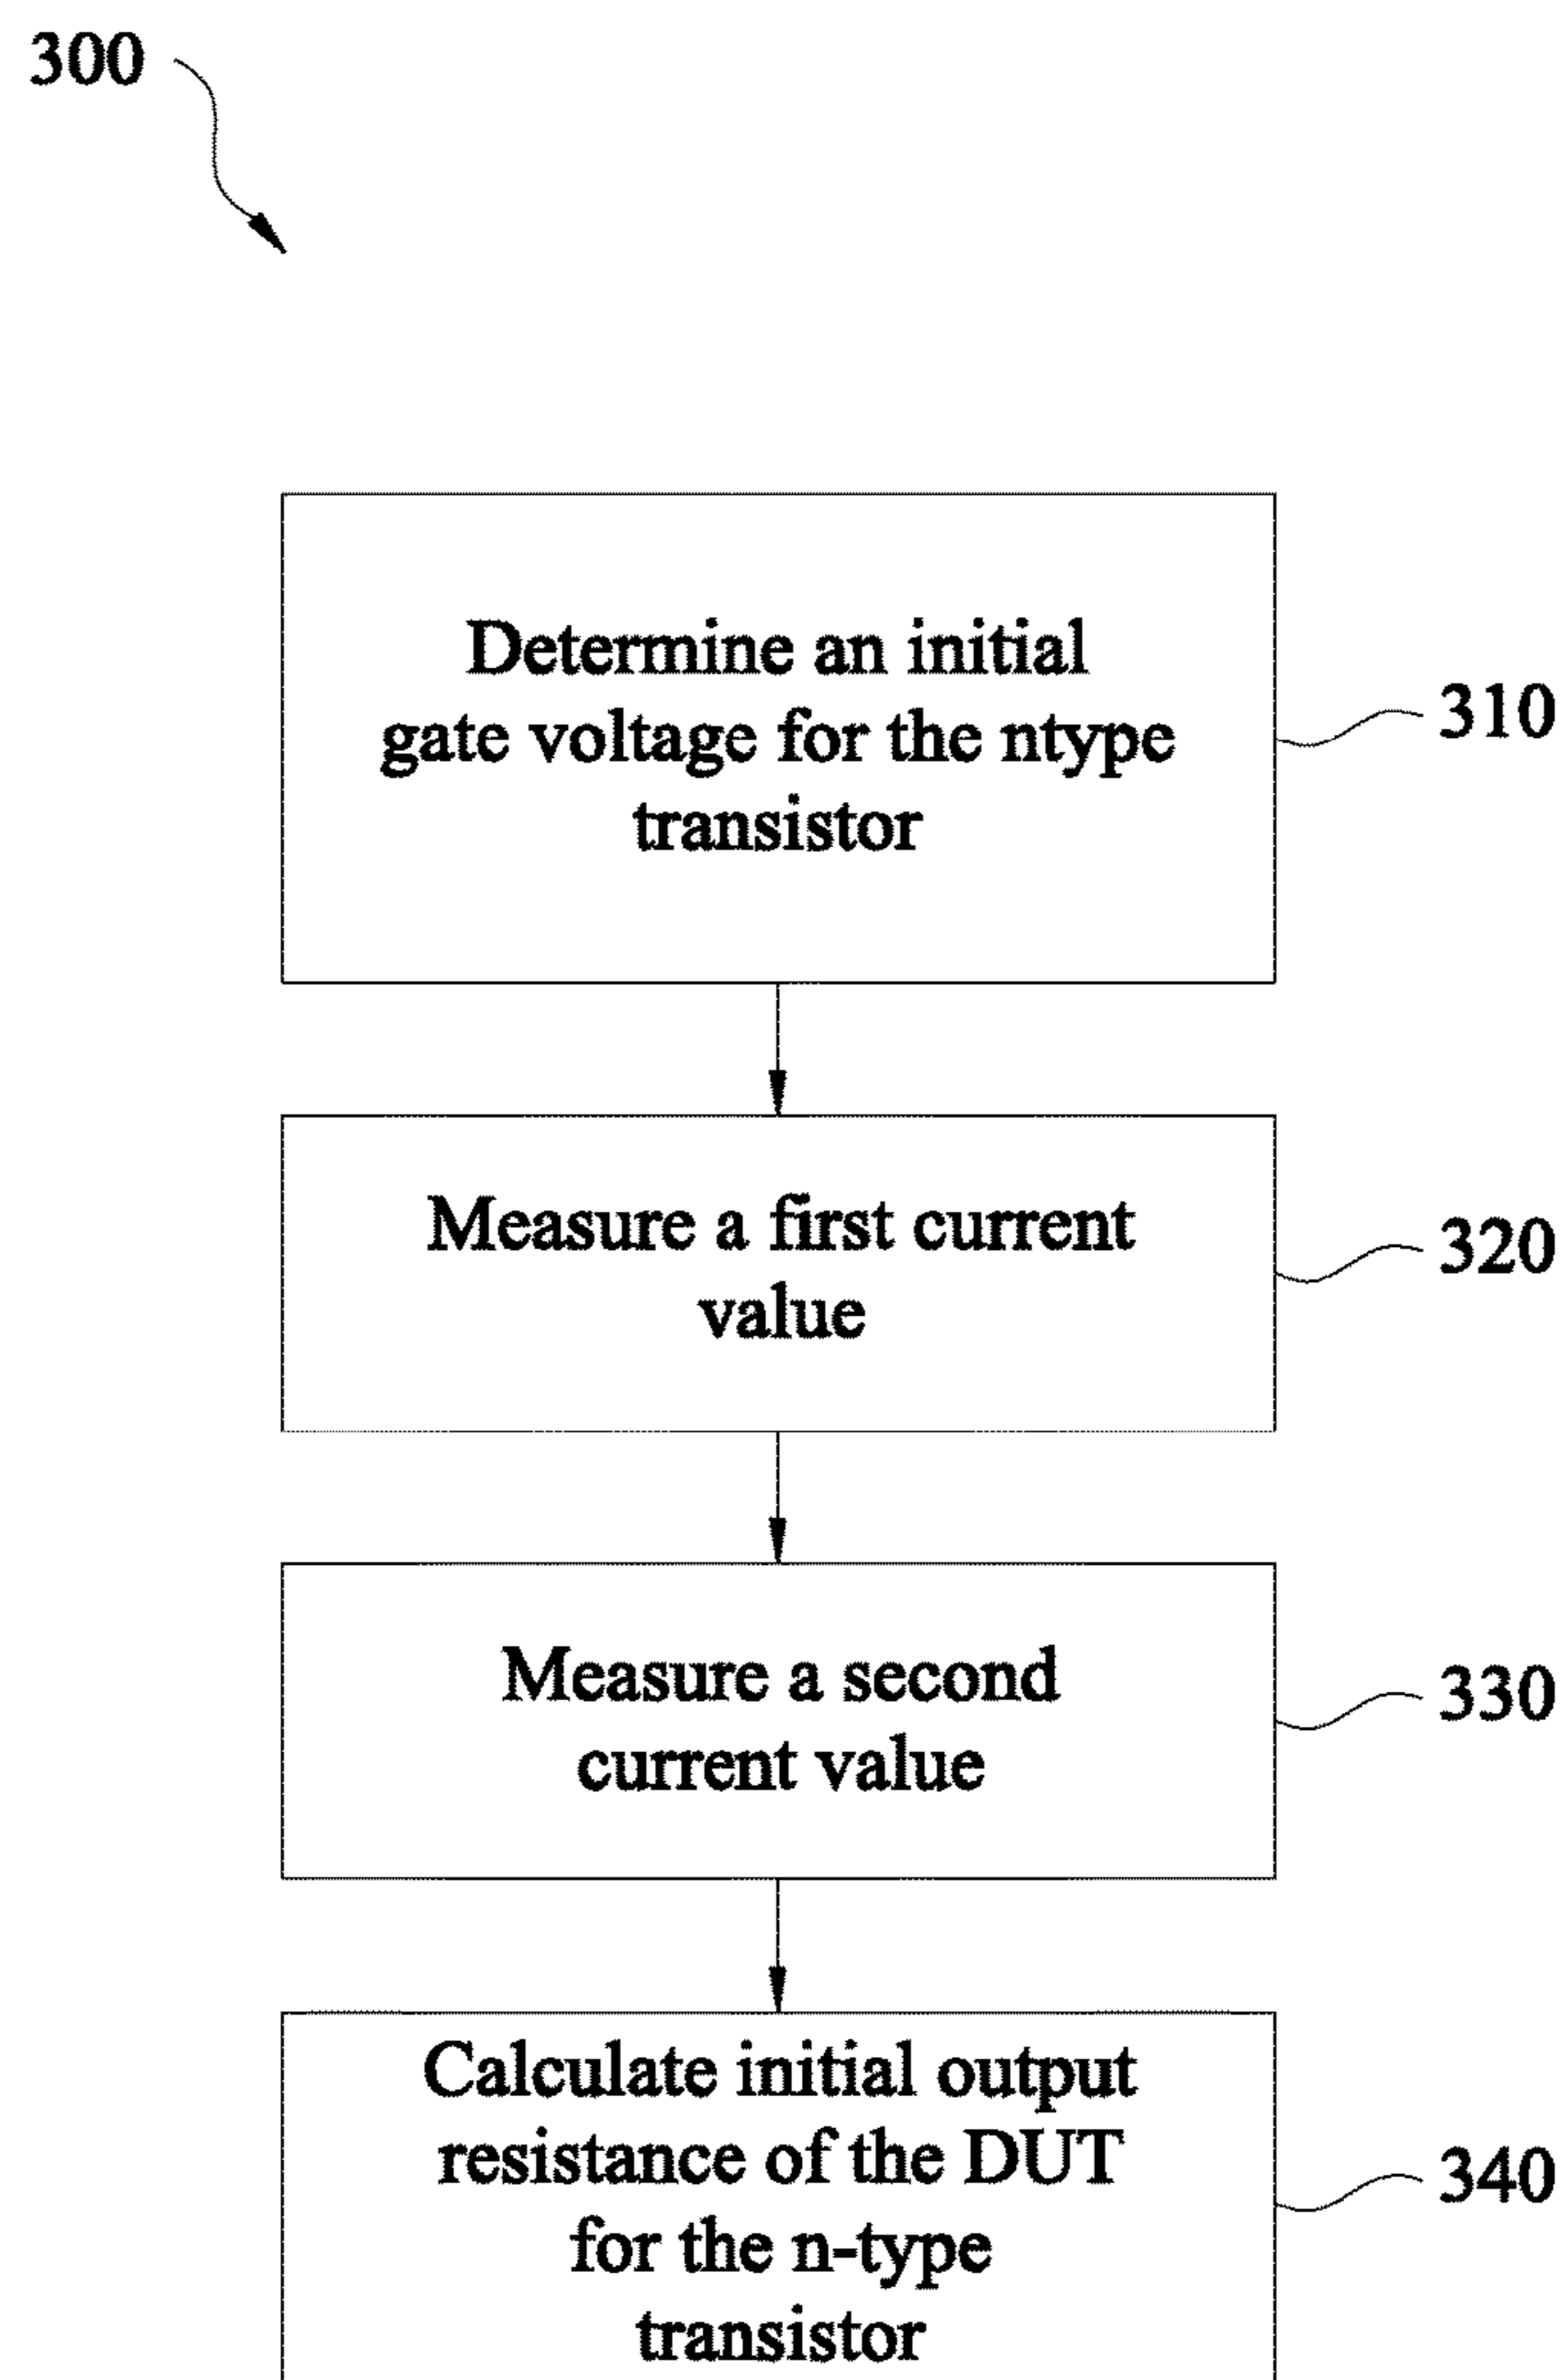 300
Determine an initial
gate voltage for the ntype
transistor
310
Measure a first current
value
320
Measure a second
current value
330
Calculate initial output
resistance of the DUT
for the n-type
transistor
340